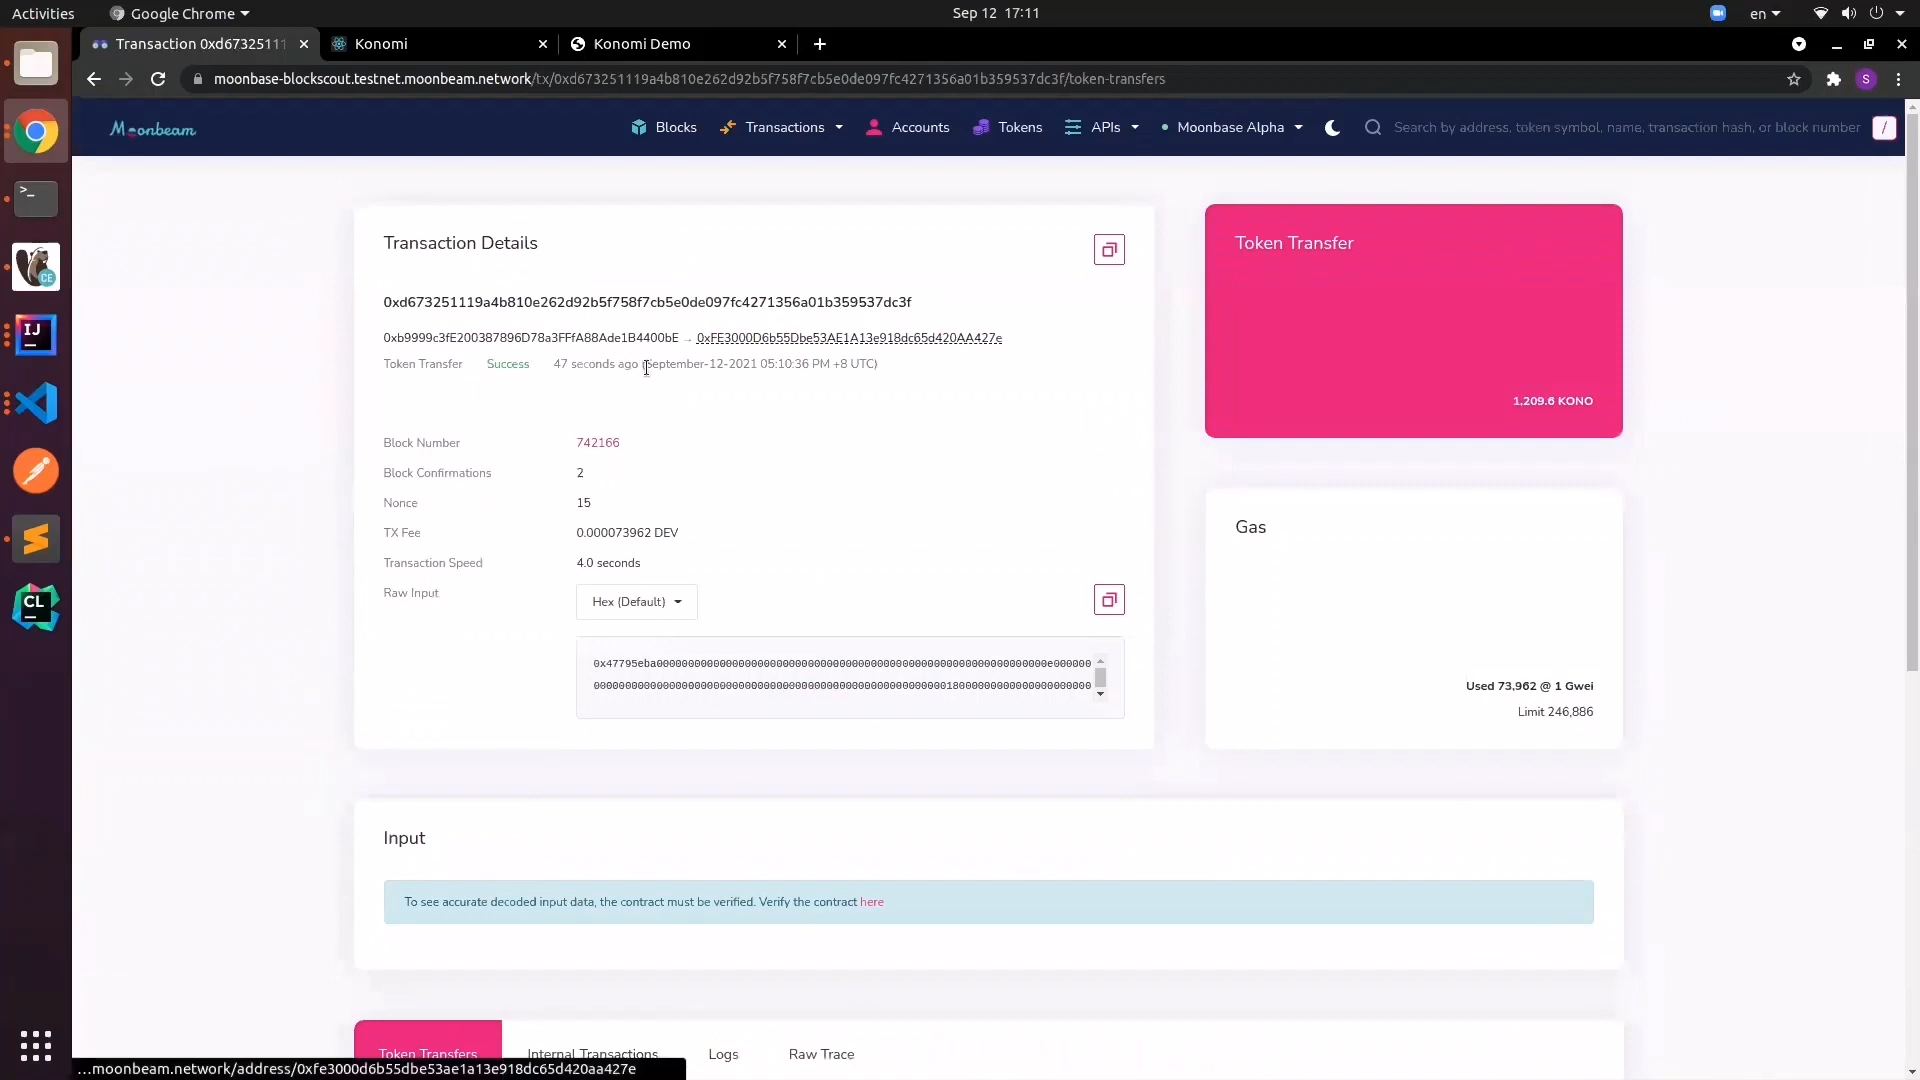 Activities
Google Chrome
Sep 12 17:11
en
Transaction 0xd6732511
Konomi
Konomi Demo
moonbase-blockscout.testnet.moonbeam.network/tx/0xd673251119a4b810e262d92b5f758f7cb5e0de097fc4271356a01b359537dc3f/token-transfers
S
Moonbeam
Blocks
Transactions
Accounts
Tokens
APIs
Moonbase Alpha
Search by address, token symbol, name, transaction hash, or block number
/
Transaction Details
0xd673251119a4b810e262d92b5f758f7cb5e0de097fc4271356a01b359537dc3f
0xb9999c3fE200387896D78a3FFfA88Ade1B4400bE → 0xFE3000D6b55Dbe53AE1A13e918dc65d420AA427e
Token Transfer Success 47 seconds ago (September-12-2021 05:10:36 PM +8 UTC)
Block Number 742166
Block Confirmations 2
Nonce 15
TX Fee 0.000073962 DEV
Transaction Speed 4.0 seconds
Raw Input
Hex (Default)
Token Transfer
1,209.6 KONO
Gas
Used 73,962 @ 1 Gwei
Limit 246,886
Input
To see accurate decoded input data, the contract must be verified. Verify the contract here
Token Transfers
Internal Transactions
Logs
Raw Trace
...moonbeam.network/address/0xfe3000d6b55dbe53ae1a13e918dc65d420aa427e
>_
CE
IJ
CL